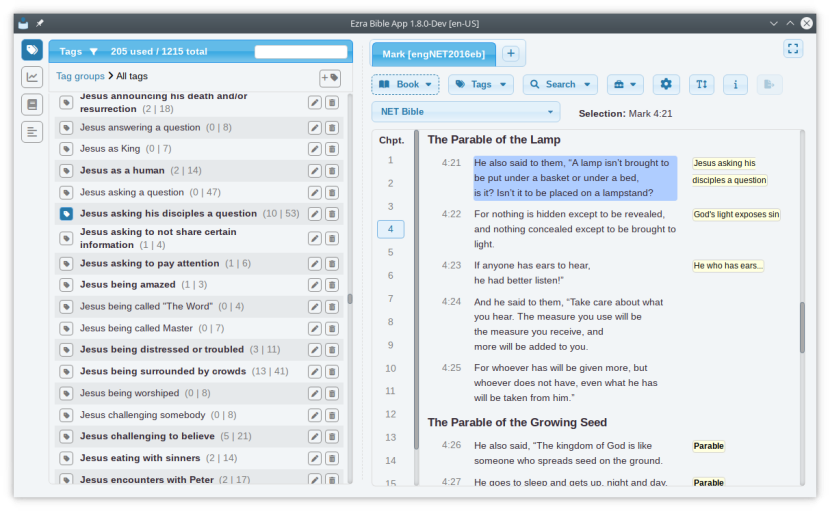 Ezra Bible App 1.8.0-Dev [en-US]
Tags 205 used / 1215 total
Tag groups > All tags
Jesus announcing his death and/or
resurrection (2 | 18)
Jesus answering a question (0 | 8)
Jesus as King (0 | 7)
Jesus as a human (2 | 14)
Jesus asking a question (0 | 47)
Jesus asking his disciples a question (10 | 53)
Jesus asking to not share certain
information (1 | 4)
Jesus asking to pay attention (1 | 6)
Jesus being amazed (1 | 3)
Jesus being called "The Word" (0 | 4)
Jesus being called Master (0 | 7)
Jesus being distressed or troubled (3 | 11)
Jesus being surrounded by crowds (13 | 41)
Jesus being worshiped (0 | 8)
Jesus challenging somebody (0 | 8)
Jesus challenging to believe (5 | 21)
Jesus eating with sinners (2 | 14)
Jesus encounters with Peter (2 | 17)
Mark [engNET2016eb] +
Book Tags Search T i
NET Bible Selection: Mark 4:21
Chpt.
1
2
3
4
5
6
7
8
9
10
11
12
13
14
15
The Parable of the Lamp
4:21 He also said to them, “A lamp isn’t brought to
be put under a basket or under a bed,
is it? Isn’t it to be placed on a lampstand?
Jesus asking his
disciples a question
4:22 For nothing is hidden except to be revealed,
and nothing concealed except to be brought to
light.
God's light exposes sin
4:23 If anyone has ears to hear,
he had better listen!”
He who has ears...
4:24 And he said to them, “Take care about what
you hear. The measure you use will be
the measure you receive, and
more will be added to you.
4:25 For whoever has will be given more, but
whoever does not have, even what he has
will be taken from him.”
The Parable of the Growing Seed
4:26 He also said, “The kingdom of God is like
someone who spreads seed on the ground.
Parable
4:27 He goes to sleep and gets up, night and day,
Parable